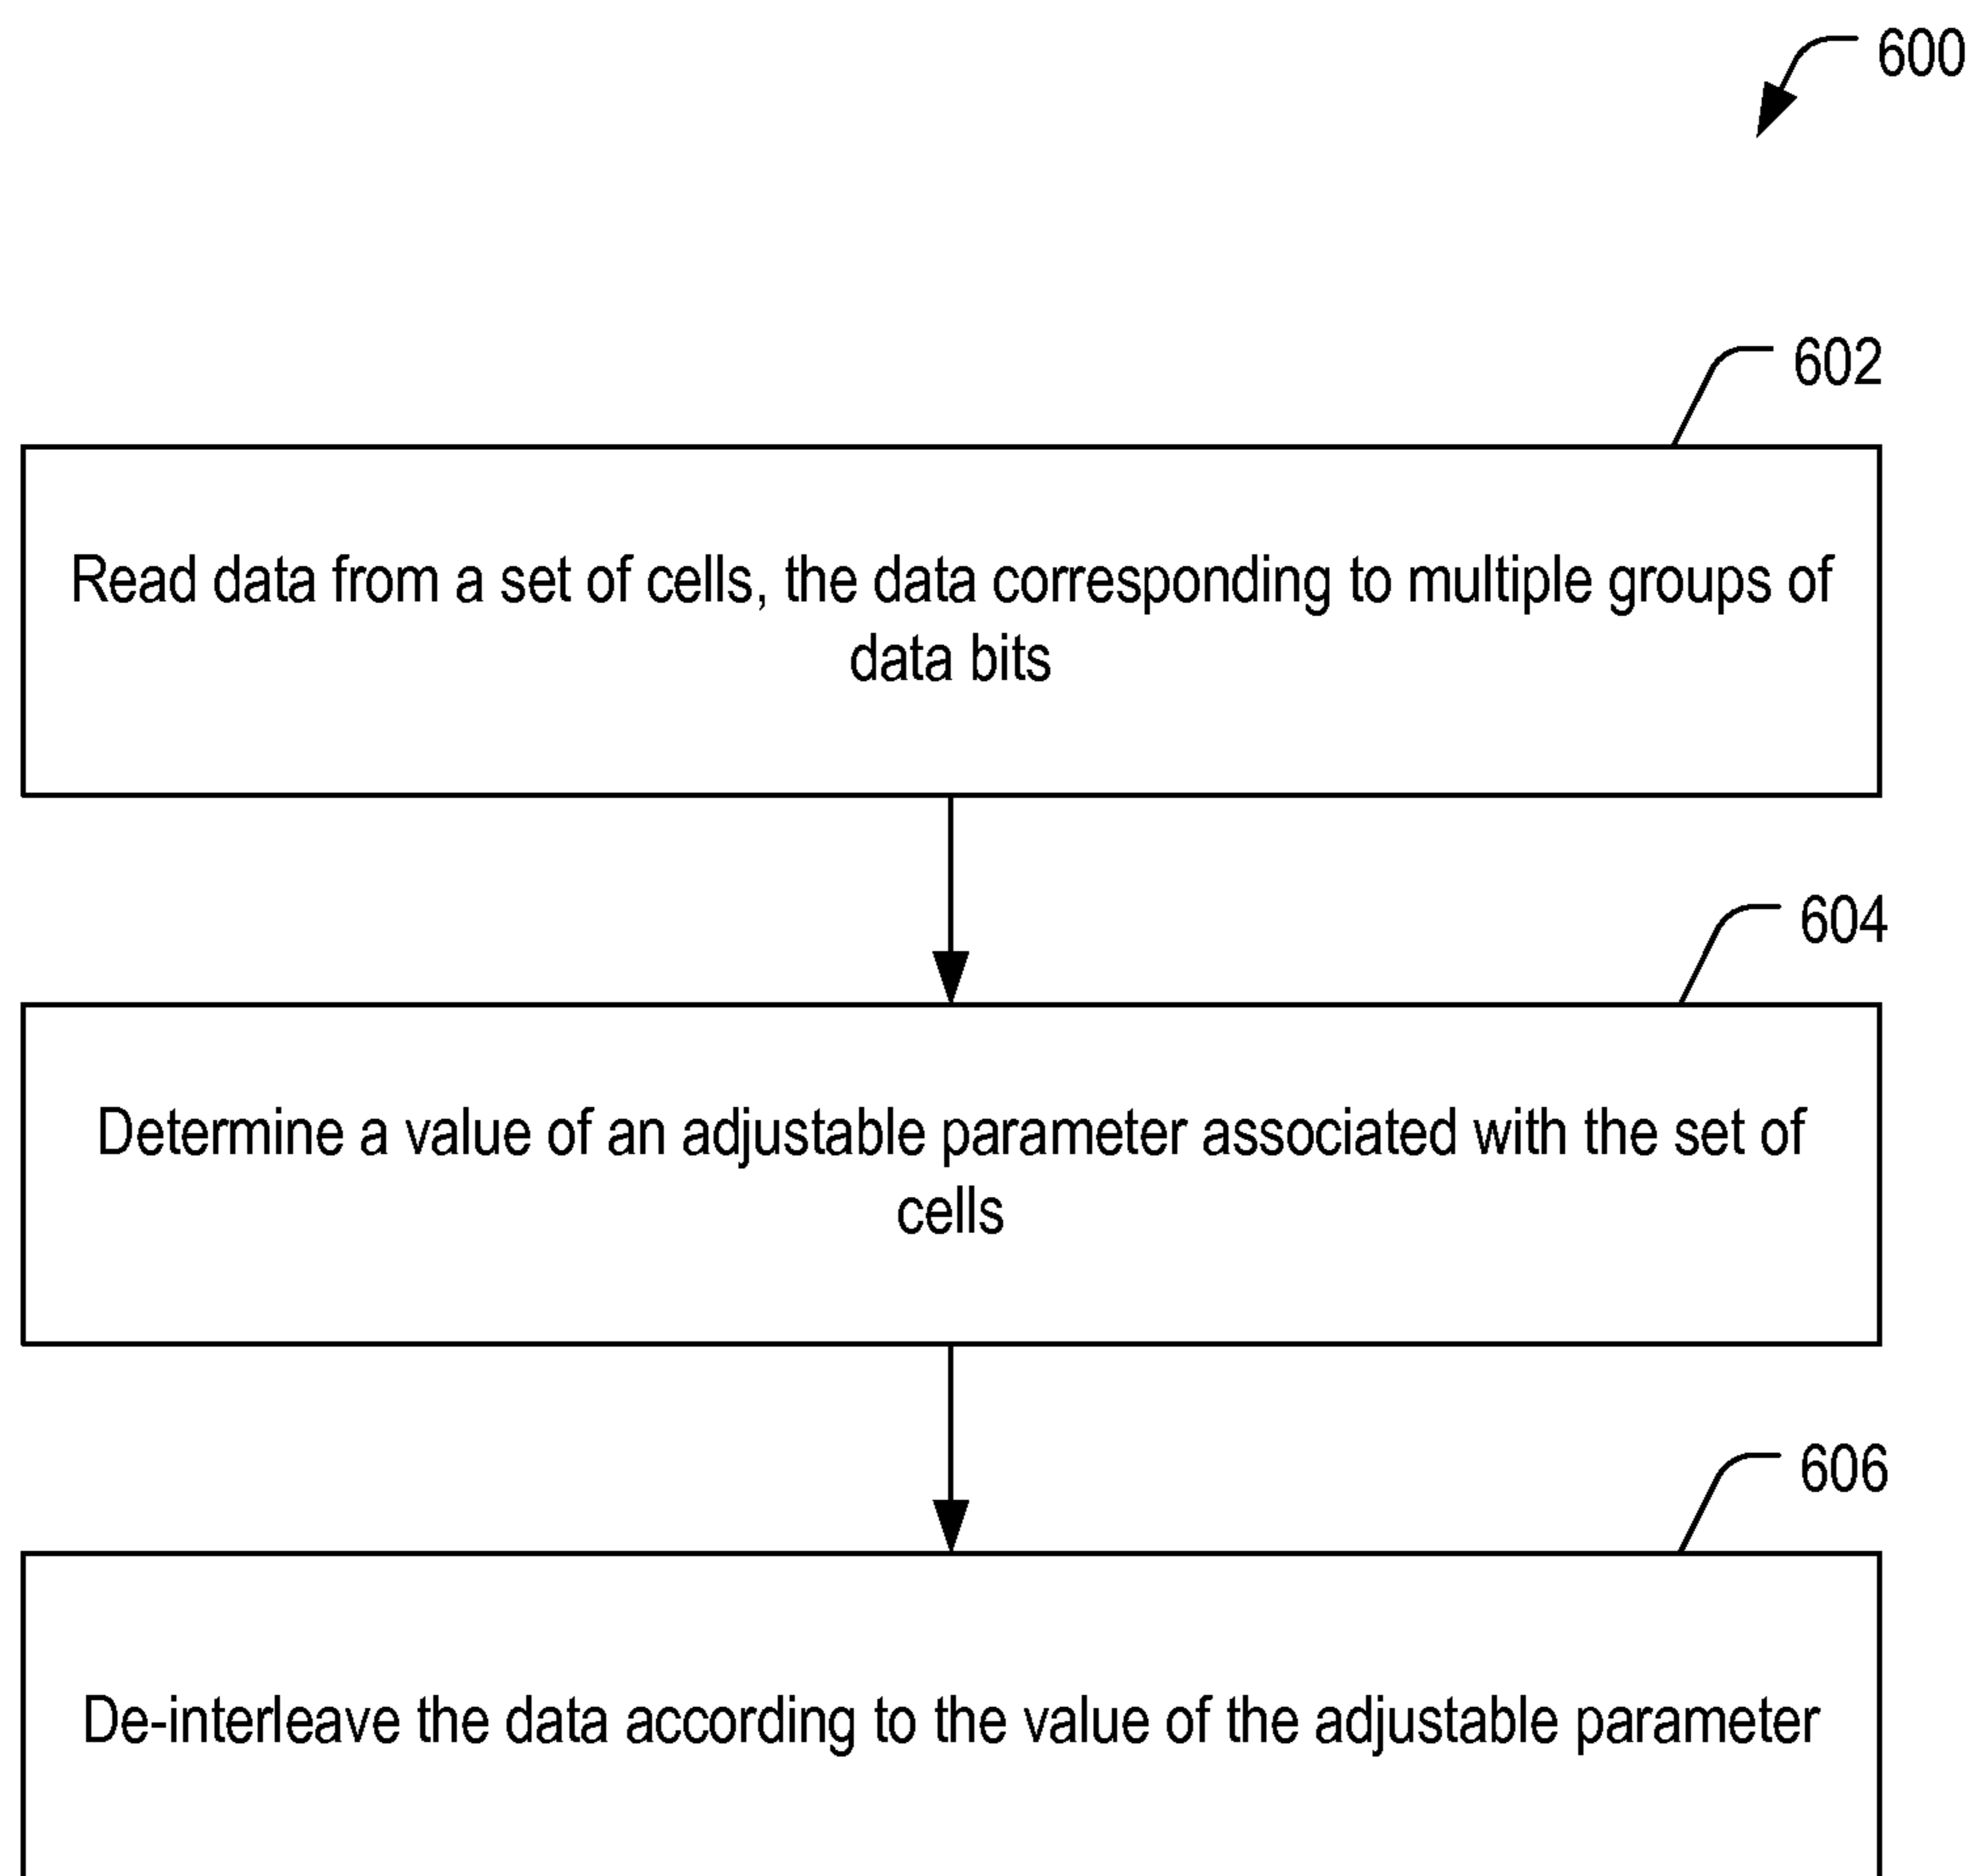 600
602
Read data from a set of cells, the data corresponding to multiple groups of
data bits
604
Determine a value of an adjustable parameter associated with the set of
cells
606
De-interleave the data according to the value of the adjustable parameter